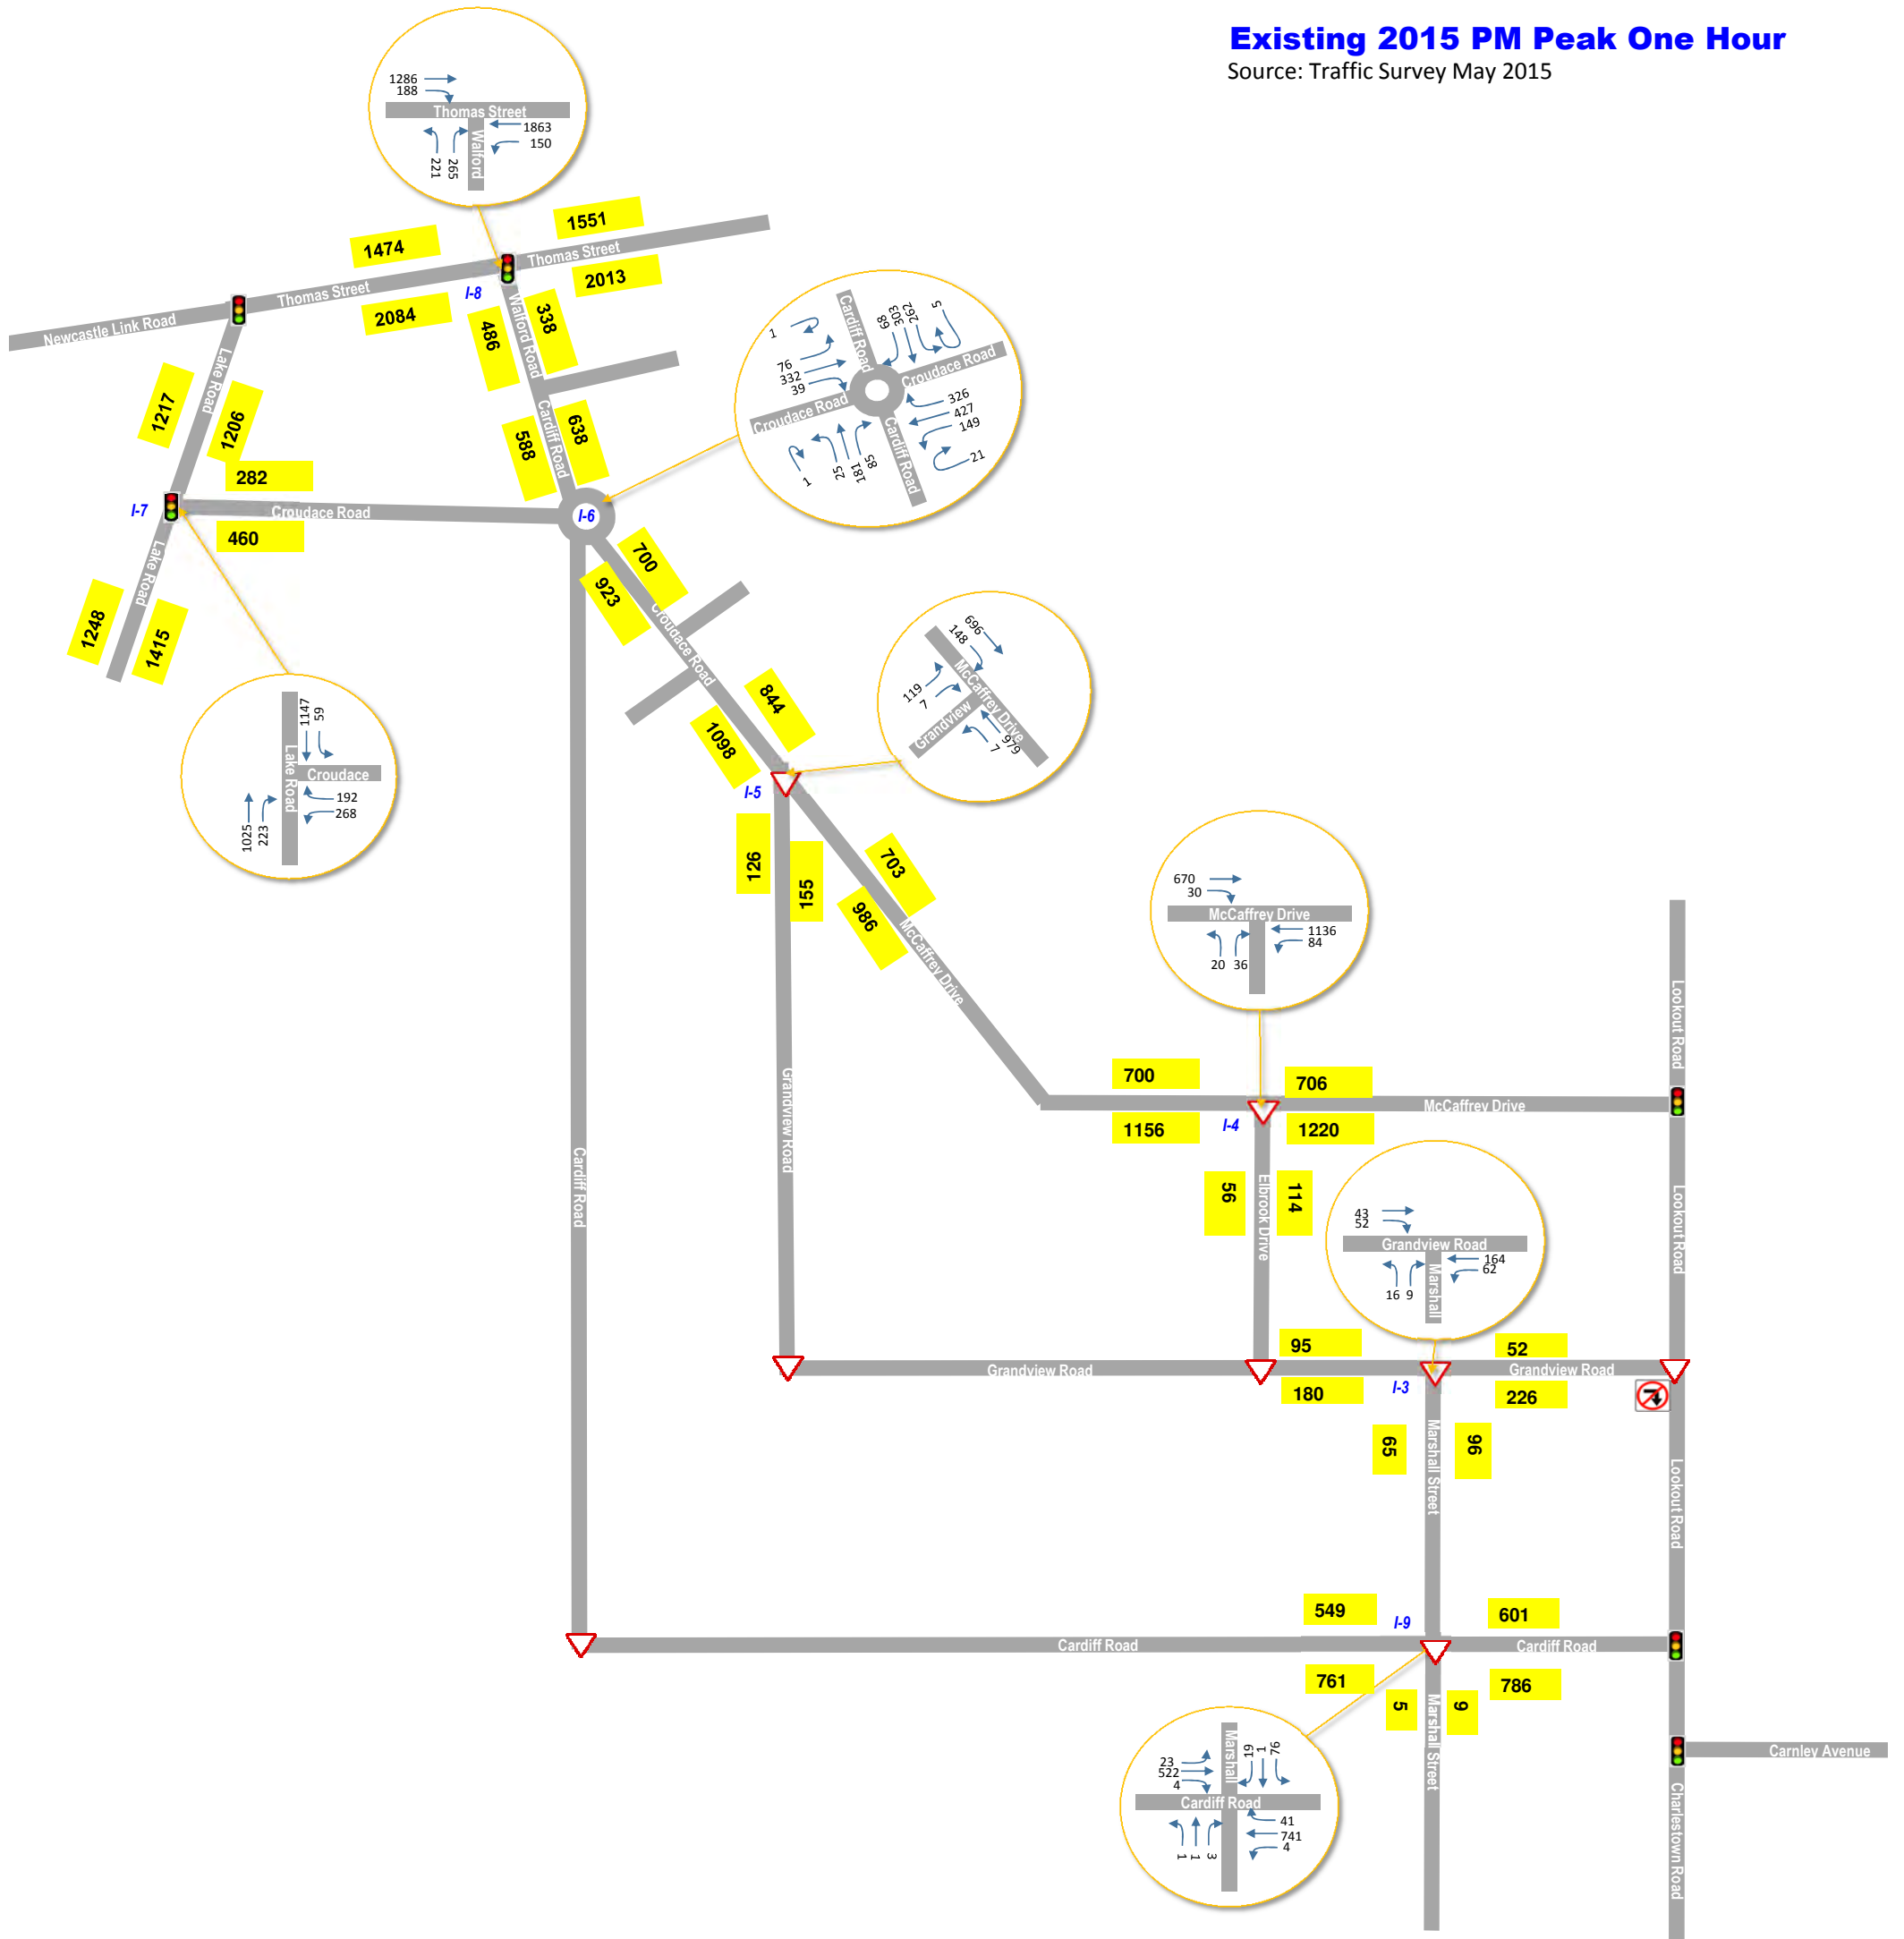 Existing 2015 PM Peak One Hour
Source: Traffic Survey May 2015
1286
188
Thomas Street
Walford
1863
150
221
265
1551
1474
Thomas Street
2013
Thomas Street
I-8
2084
Newcastle Link Road
486
338
Walford Road
Cardiff Road
68
303
262
5
1
76
332
39
Croudace Road
Croudace Road
326
427
149
Cardiff Road
21
1
25
181
85
Lake Road
1217
1206
588
638
Cardiff Road
282
I-7
Croudace Road
I-6
460
Lake Road
1248
1415
700
923
Croudace Road
696
148
119
7
McCaffrey Drive
Grandview
979
7
1147
59
Lake Road
Croudace
192
268
1025
223
844
1098
I-5
126
155
703
986
McCaffrey Drive
670
30
McCaffrey Drive
1136
84
20
36
Lookout Road
700
706
McCaffrey Drive
1156
I-4
1220
Grandview Road
Cardiff Road
56
Elbrook Drive
114
Lookout Road
43
52
Grandview Road
164
62
Marshall
16
9
95
52
Grandview Road
Grandview Road
180
I-3
226
65
Marshall Street
96
Lookout Road
549
I-9
601
Cardiff Road
Cardiff Road
761
786
5
Marshall Street
9
Marshall
19
1
76
23
522
4
Cardiff Road
41
741
4
1
1
3
Carnley Avenue
Charlestown Road